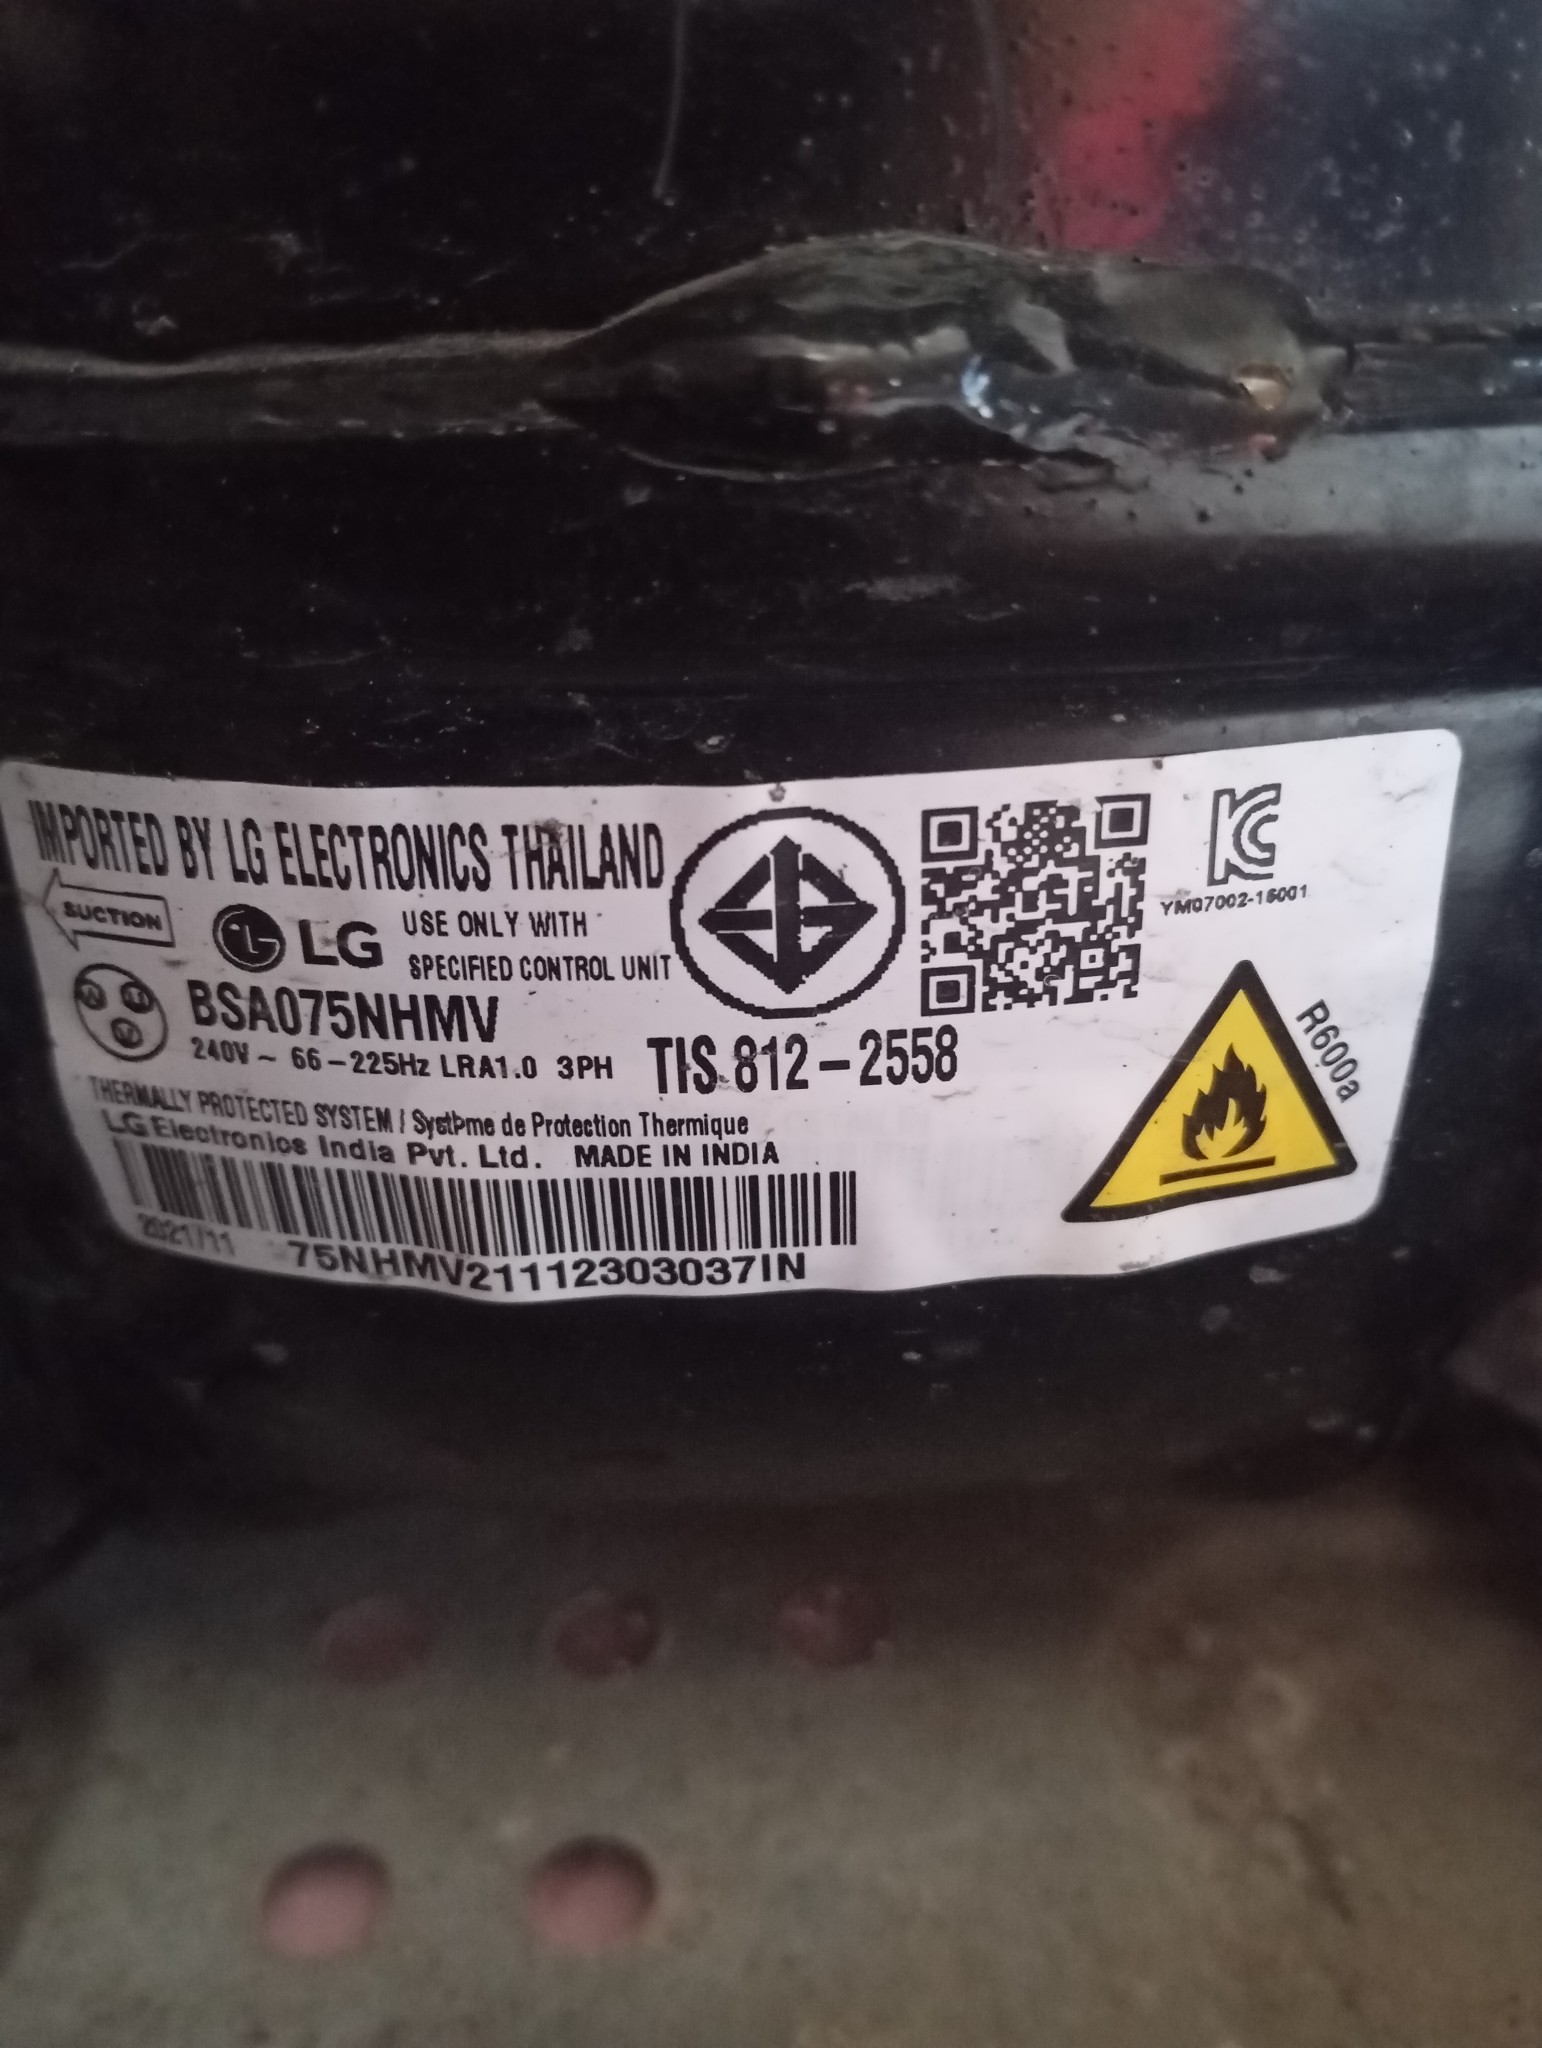 IMPORTED BY LG ELECTRONICS THAILAND
SUCTION
LG
USE ONLY WITH
SPECIFIED CONTROL UNIT
BSA075NHMV
240V ~ 66-225Hz LRA1.0 3PH
TIS 812-2558
THERMALLY PROTECTED SYSTEM / SystÞme de Protection Thermique
LG Electronics India Pvt. Ltd. MADE IN INDIA
2021/11 75NHMV21112303037IN
YM07002-16001
R600a